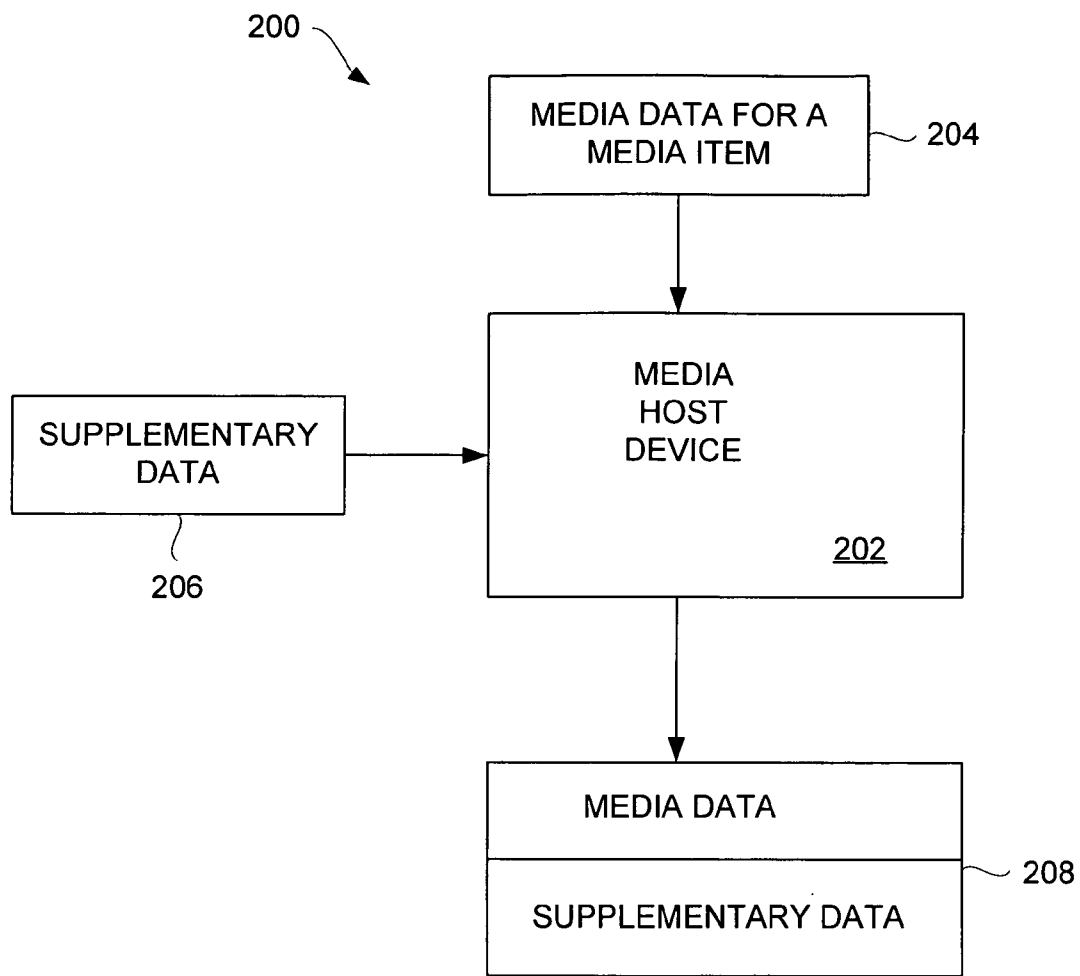 200
MEDIA DATA FOR A
MEDIA ITEM
204
MEDIA
HOST
DEVICE
202
SUPPLEMENTARY
DATA
206
MEDIA DATA
SUPPLEMENTARY DATA
208